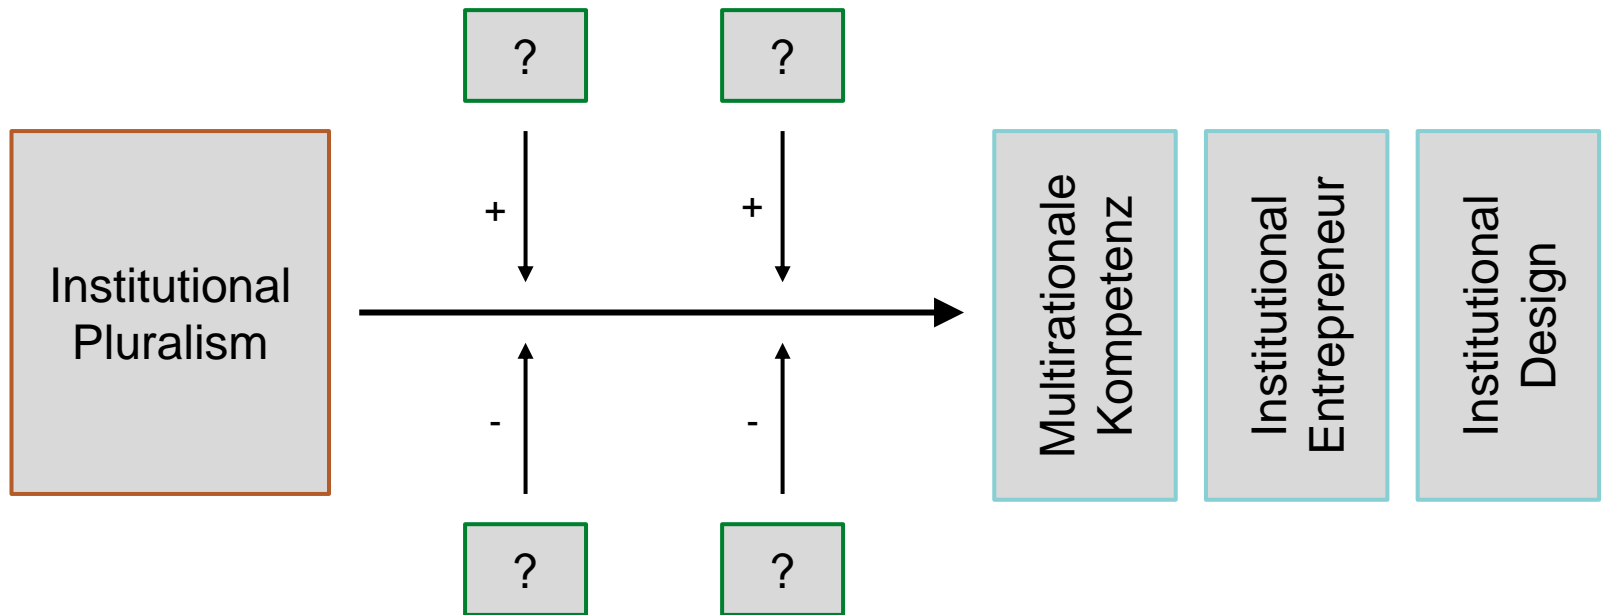 ?
?
+
+
Institutional
Pluralism
Multirationale
Kompetenz
Institutional
Entrepreneur
Institutional
Design
-
-
?
?